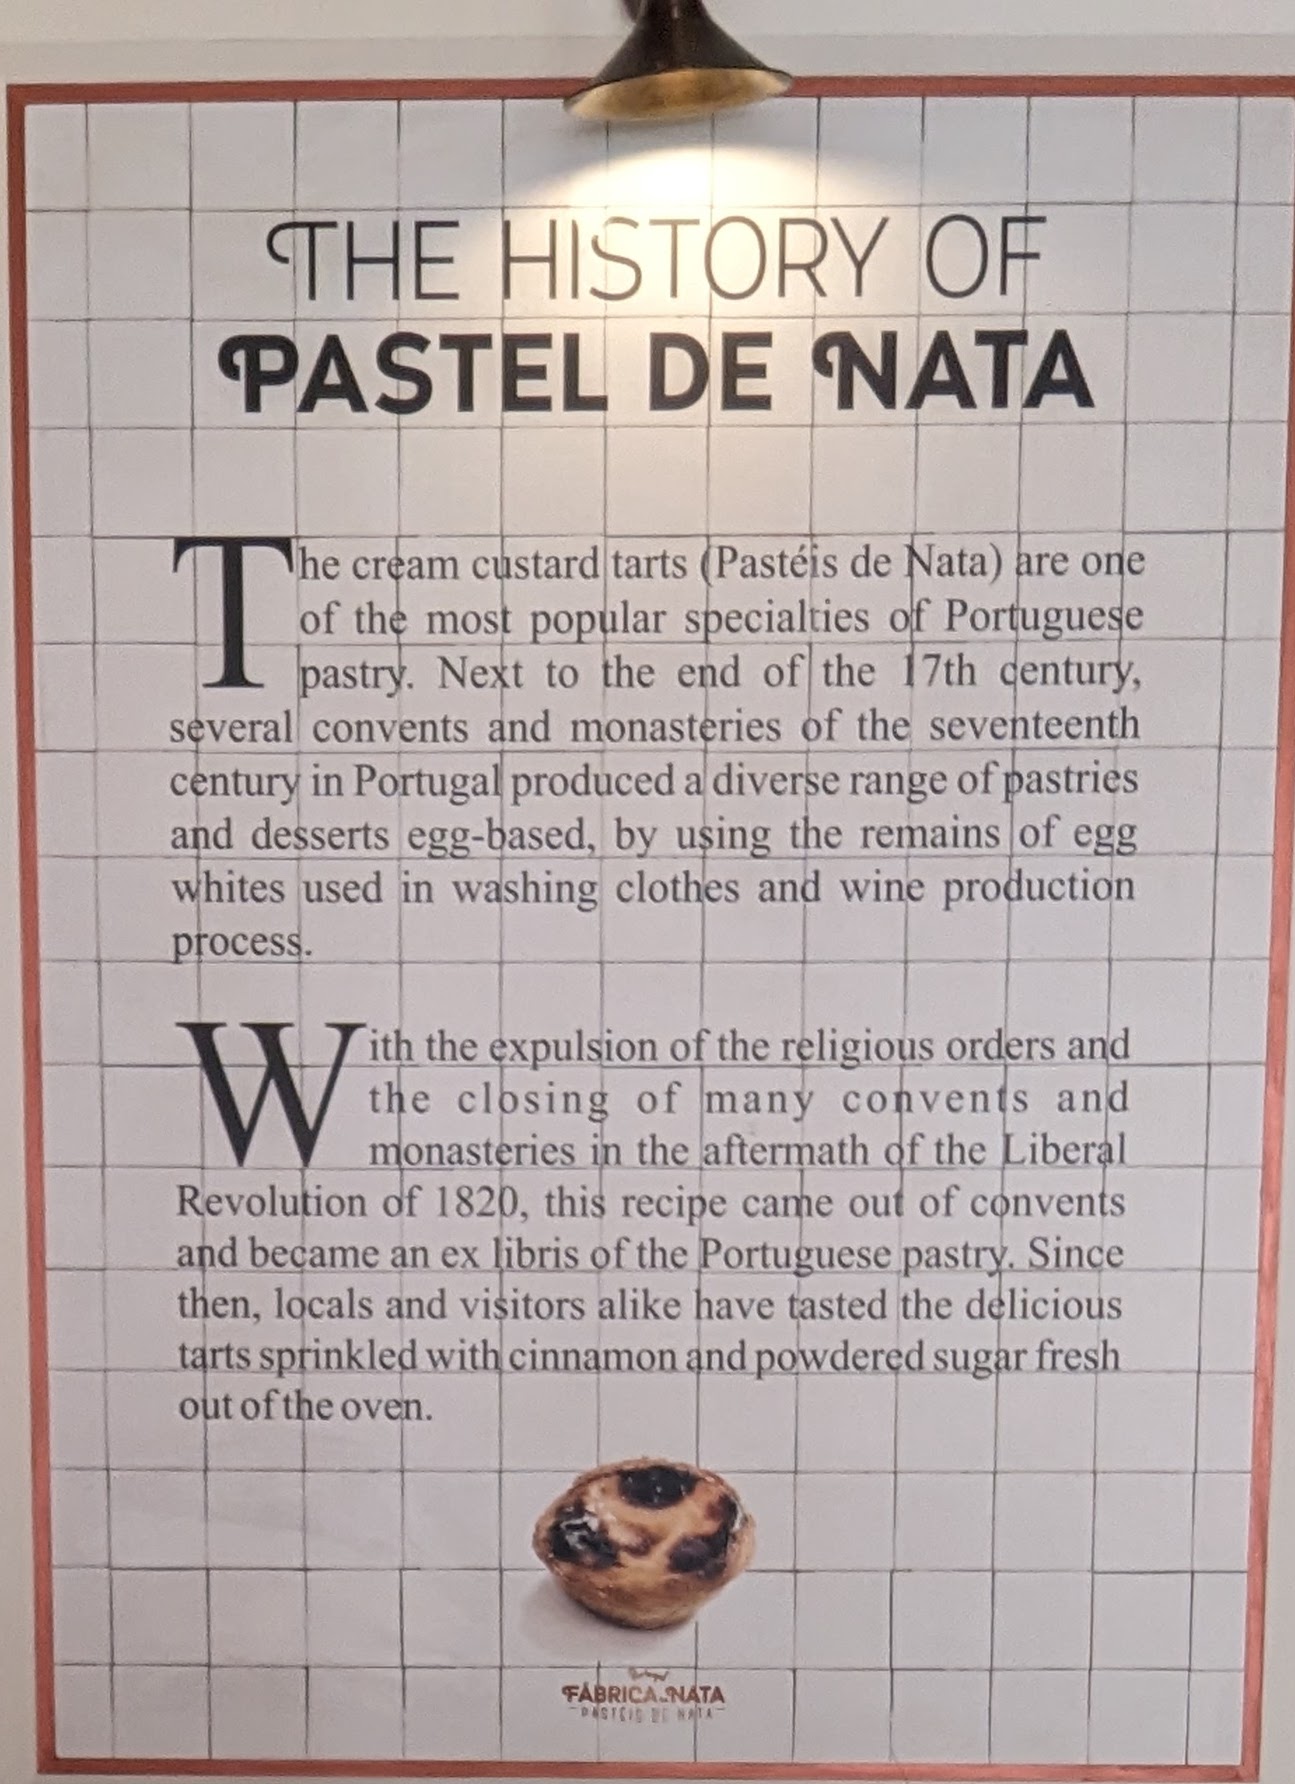 THE HISTORY OF
PASTEL DE NATA
The cream custard tarts (Pastéis de Nata) are one
of the most popular specialties of Portuguese
pastry. Next to the end of the 17th century,
several convents and monasteries of the seventeenth
century in Portugal produced a diverse range of pastries
and desserts egg-based, by using the remains of egg
whites used in washing clothes and wine production
process.
With the expulsion of the religious orders and
the closing of many convents and
monasteries in the aftermath of the Liberal
Revolution of 1820, this recipe came out of convents
and became an ex libris of the Portuguese pastry. Since
then, locals and visitors alike have tasted the delicious
tarts sprinkled with cinnamon and powdered sugar fresh
out of the oven.
FÁBRICA DA NATA
PASTÉIS DE NATA